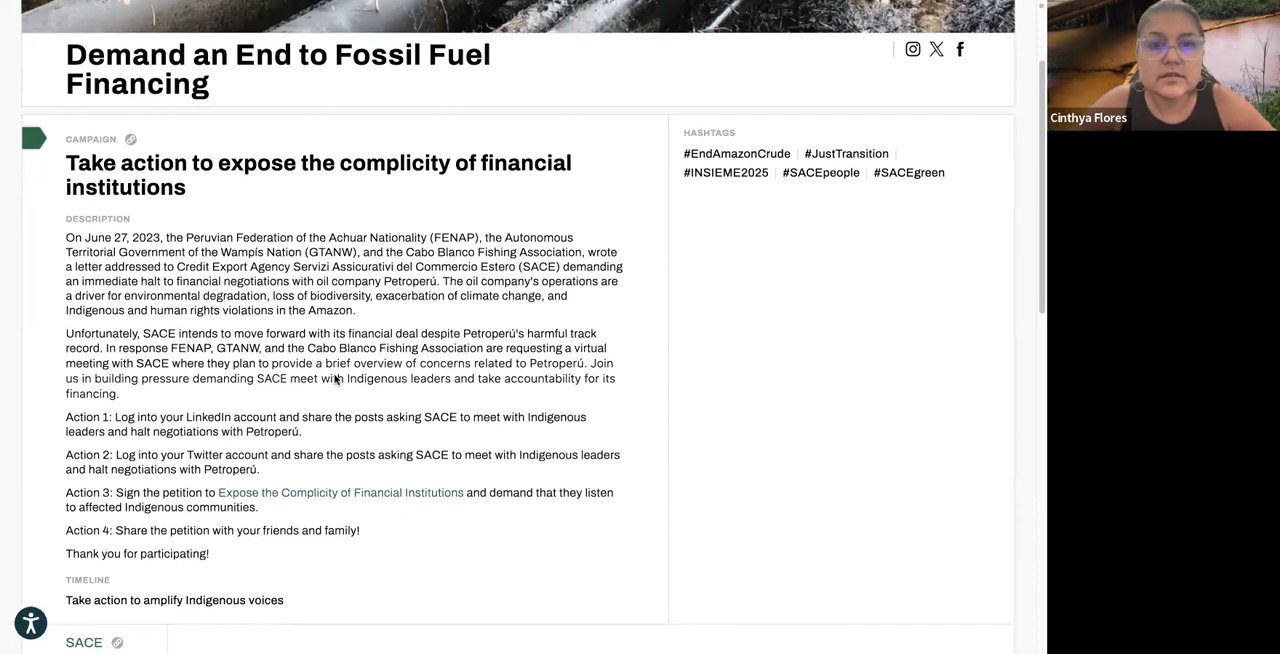 Demand an End to Fossil Fuel
Financing
CAMPAIGN
Take action to expose the complicity of financial
institutions
DESCRIPTION
On June 27, 2023, the Peruvian Federation of the Achuar Nationality (FENAP), the Autonomous
Territorial Government of the Wampís Nation (GTANW), and the Cabo Blanco Fishing Association, wrote
a letter addressed to Credit Export Agency Servizi Assicurativi del Commercio Estero (SACE) demanding
an immediate halt to financial negotiations with oil company Petroperú. The oil company's operations are
a driver for environmental degradation, loss of biodiversity, exacerbation of climate change, and
Indigenous and human rights violations in the Amazon.
Unfortunately, SACE intends to move forward with its financial deal despite Petroperú's harmful track
record. In response FENAP, GTANW, and the Cabo Blanco Fishing Association are requesting a virtual
meeting with SACE where they plan to provide a brief overview of concerns related to Petroperú. Join
us in building pressure demanding SACE meet with Indigenous leaders and take accountability for its
financing.
Action 1: Log into your LinkedIn account and share the posts asking SACE to meet with Indigenous
leaders and halt negotiations with Petroperú.
Action 2: Log into your Twitter account and share the posts asking SACE to meet with Indigenous leaders
and halt negotiations with Petroperú.
Action 3: Sign the petition to Expose the Complicity of Financial Institutions and demand that they listen
to affected Indigenous communities.
Action 4: Share the petition with your friends and family!
Thank you for participating!
TIMELINE
Take action to amplify Indigenous voices
SACE
HASHTAGS
#EndAmazonCrude #JustTransition
#INSIEME2025 #SACEpeople #SACEgreen
Cinthya Flores